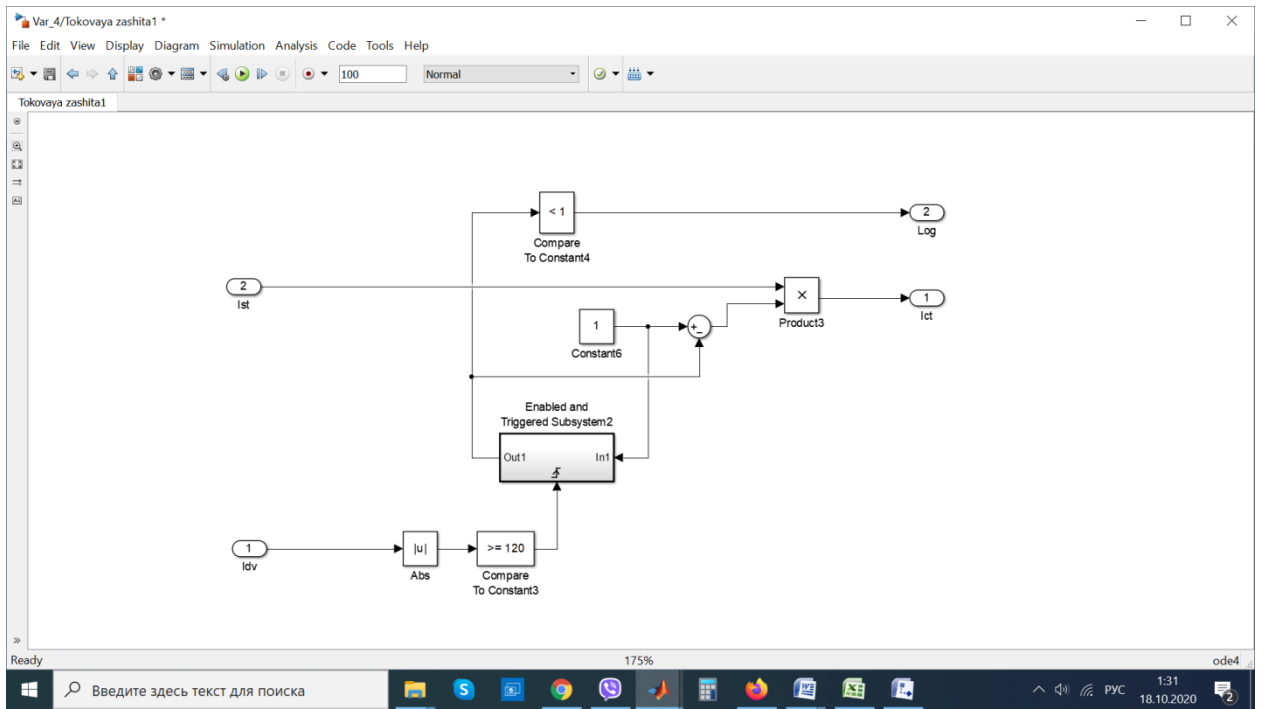 Var_4/Tokovaya zashita1 *
File Edit View Display Diagram Simulation Analysis Code Tools Help
100
Normal
Tokovaya zashita1
< 1
Compare
To Constant4
2
Log
2
Ist
×
Product3
1
Ict
1
Constant6
+
_
Enabled and
Triggered Subsystem2
Out1
In1
1
Idv
|u|
Abs
>= 120
Compare
To Constant3
»
Ready
175%
ode4
Введите здесь текст для поиска
РУС
1:31
18.10.2020
2